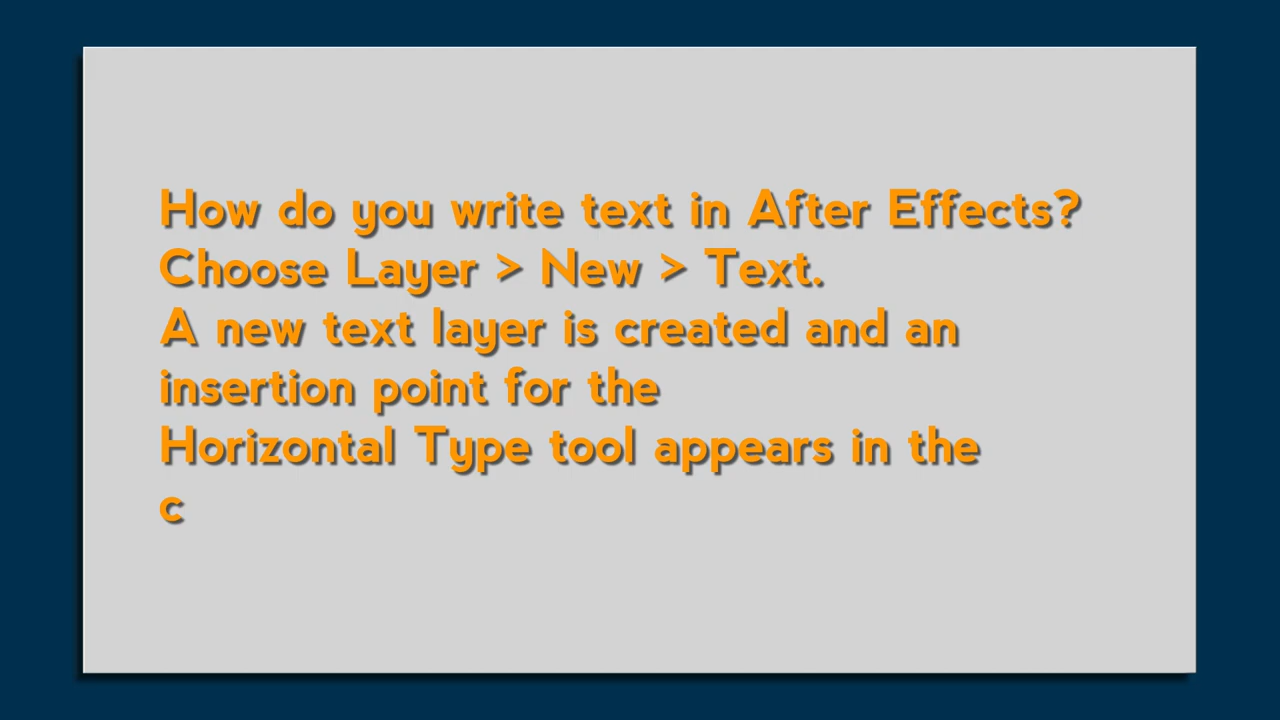 How do you write text in After Effects?
Choose Layer > New > Text.
A new text layer is created and an
insertion point for the
Horizontal Type tool appears in the
c